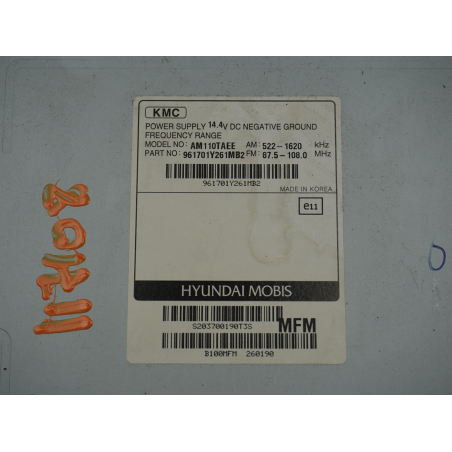 KMC
POWER SUPPLY 14.4V DC NEGATIVE GROUND
FREQUENCY RANGE
MODEL NO: AM110TAEE AM: 522-1620 KHz
PART NO: 961701Y261MB2 FM: 87.5-108.0 MHz
961701Y261MB2
MADE IN KOREA
e11
HYUNDAI MOBIS
S203700190T3S
MFM
B100MFM 260190